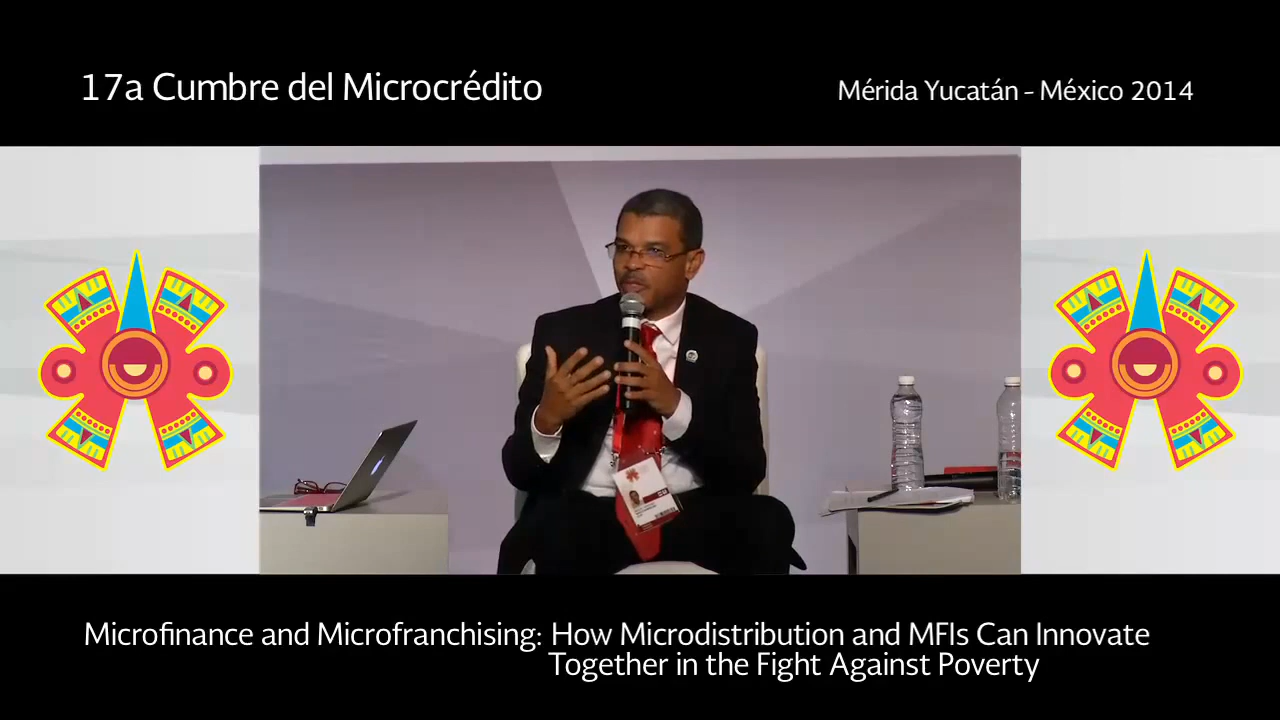 17a Cumbre del Microcrédito
Mérida Yucatán - México 2014
Microfinance and Microfranchising: How Microdistribution and MFIs Can Innovate
Together in the Fight Against Poverty